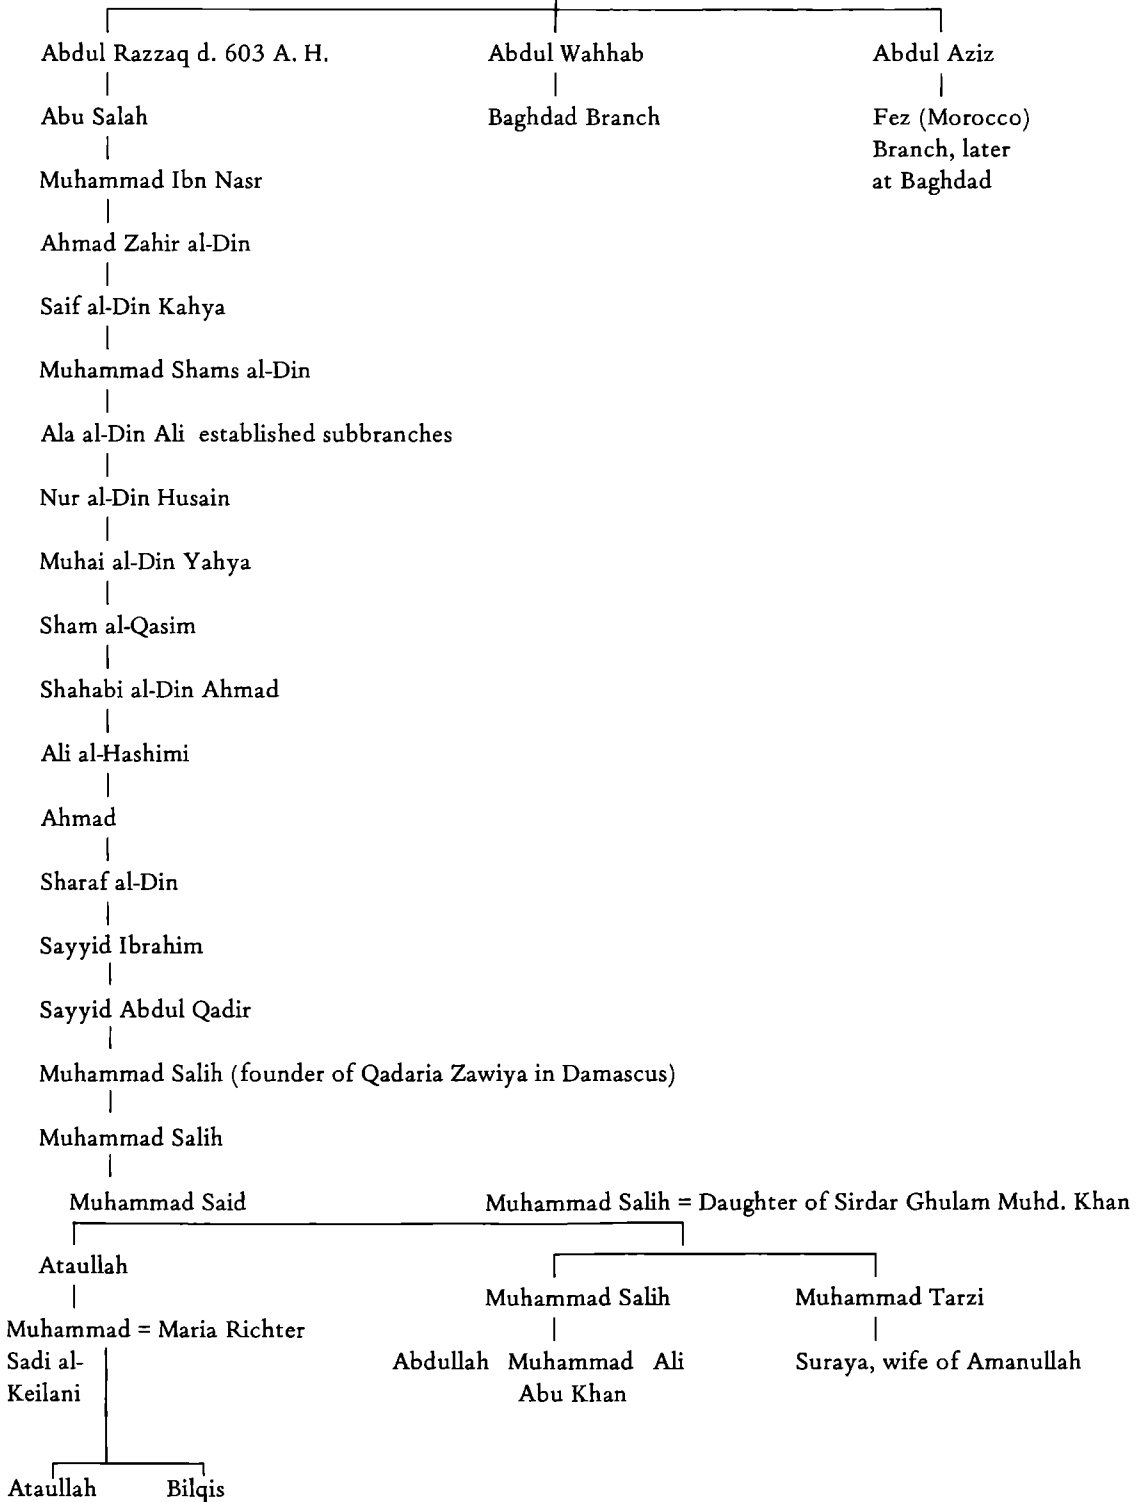 Abdul Razzaq d. 603 A. H. Abdul Wahhab Abdul Aziz
Abu Salah Baghdad Branch Fez (Morocco)
Branch, later
Muhammad Ibn Nasr at Baghdad
Ahmad Zahir al-Din
Saif al-Din Kahya
Muhammad Shams al-Din
Ala al-Din Ali established subbranches
Nur al-Din Husain
Muhai al-Din Yahya
Sham al-Qasim
Shahabi al-Din Ahmad
Ali al-Hashimi
Ahmad
Sharaf al-Din
Sayyid Ibrahim
Sayyid Abdul Qadir
Muhammad Salih (founder of Qadaria Zawiya in Damascus)
Muhammad Salih
Muhammad Said Muhammad Salih = Daughter of Sirdar Ghulam Muhd. Khan
Ataullah
Muhammad Salih Muhammad Tarzi
Muhammad = Maria Richter
Sadi al- Abdullah Muhammad Ali Suraya, wife of Amanullah
Keilani Abu Khan
Ataullah Bilqis